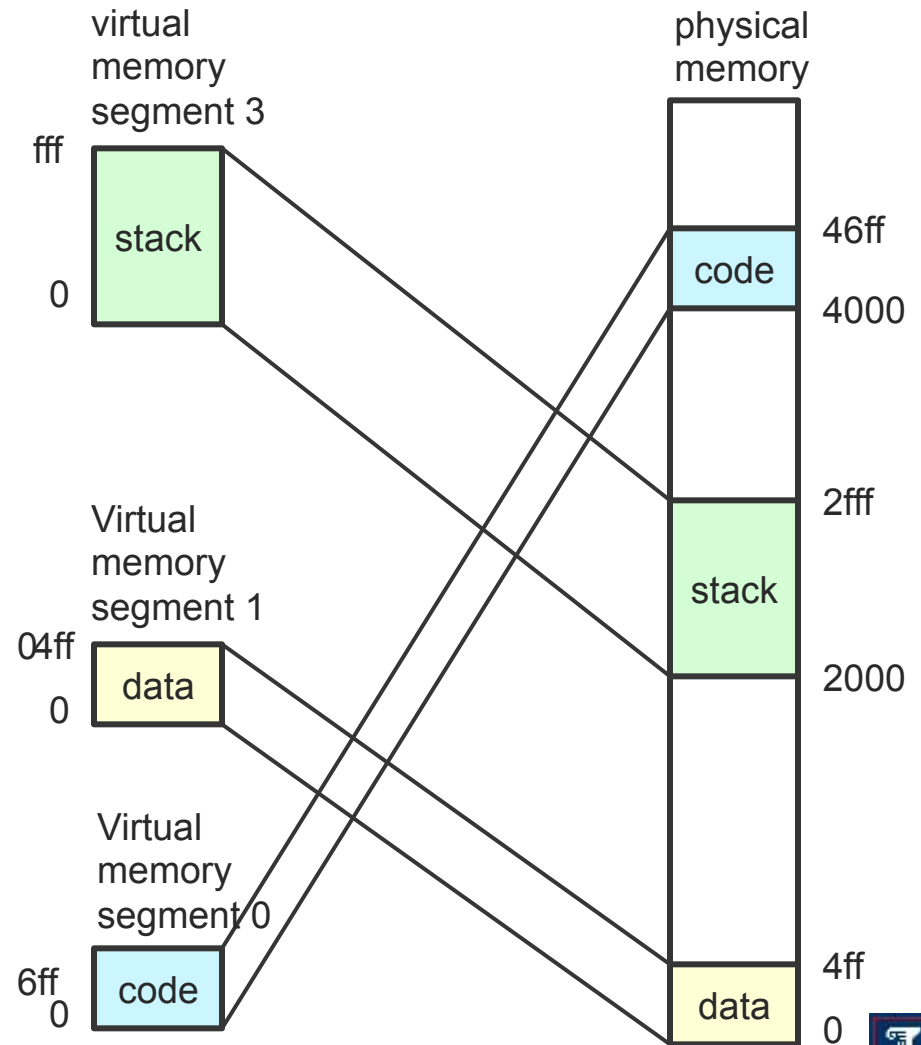 virtual
memory
segment 3
fff
stack
0
Virtual
memory
segment 1
04ff
data
0
Virtual
memory
segment 0
6ff
code
0
physical
memory
46ff
code
4000
2fff
stack
2000
4ff
data
0